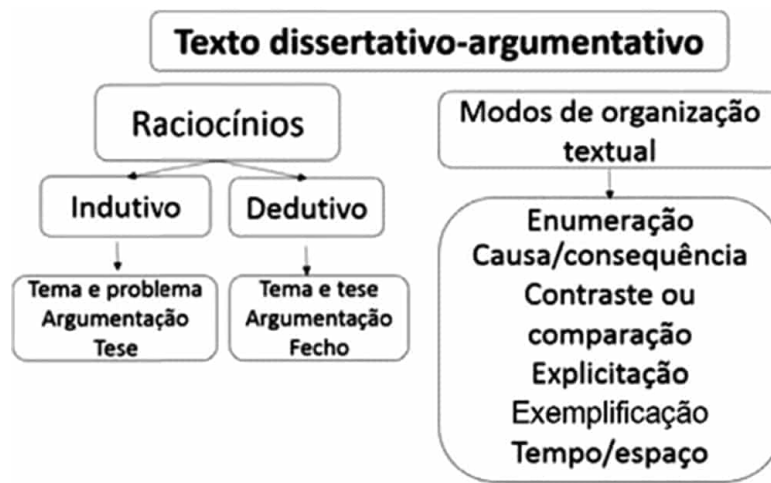 Texto dissertativo-argumentativo
Raciocínios
Indutivo
Dedutivo
Tema e problema
Argumentação
Tese
Tema e tese
Argumentação
Fecho
Modos de organização
textual
Enumeração
Causa/consequência
Contraste ou
comparação
Explicitação
Exemplificação
Tempo/espaço